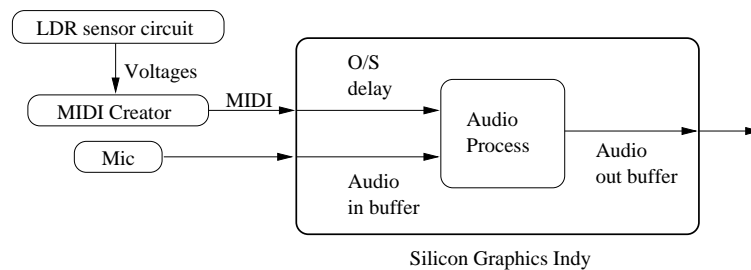 LDR sensor circuit
Voltages
MIDI Creator
MIDI
Mic
O/S
delay
Audio
in buffer
Audio
Process
Audio
out buffer
Silicon Graphics Indy